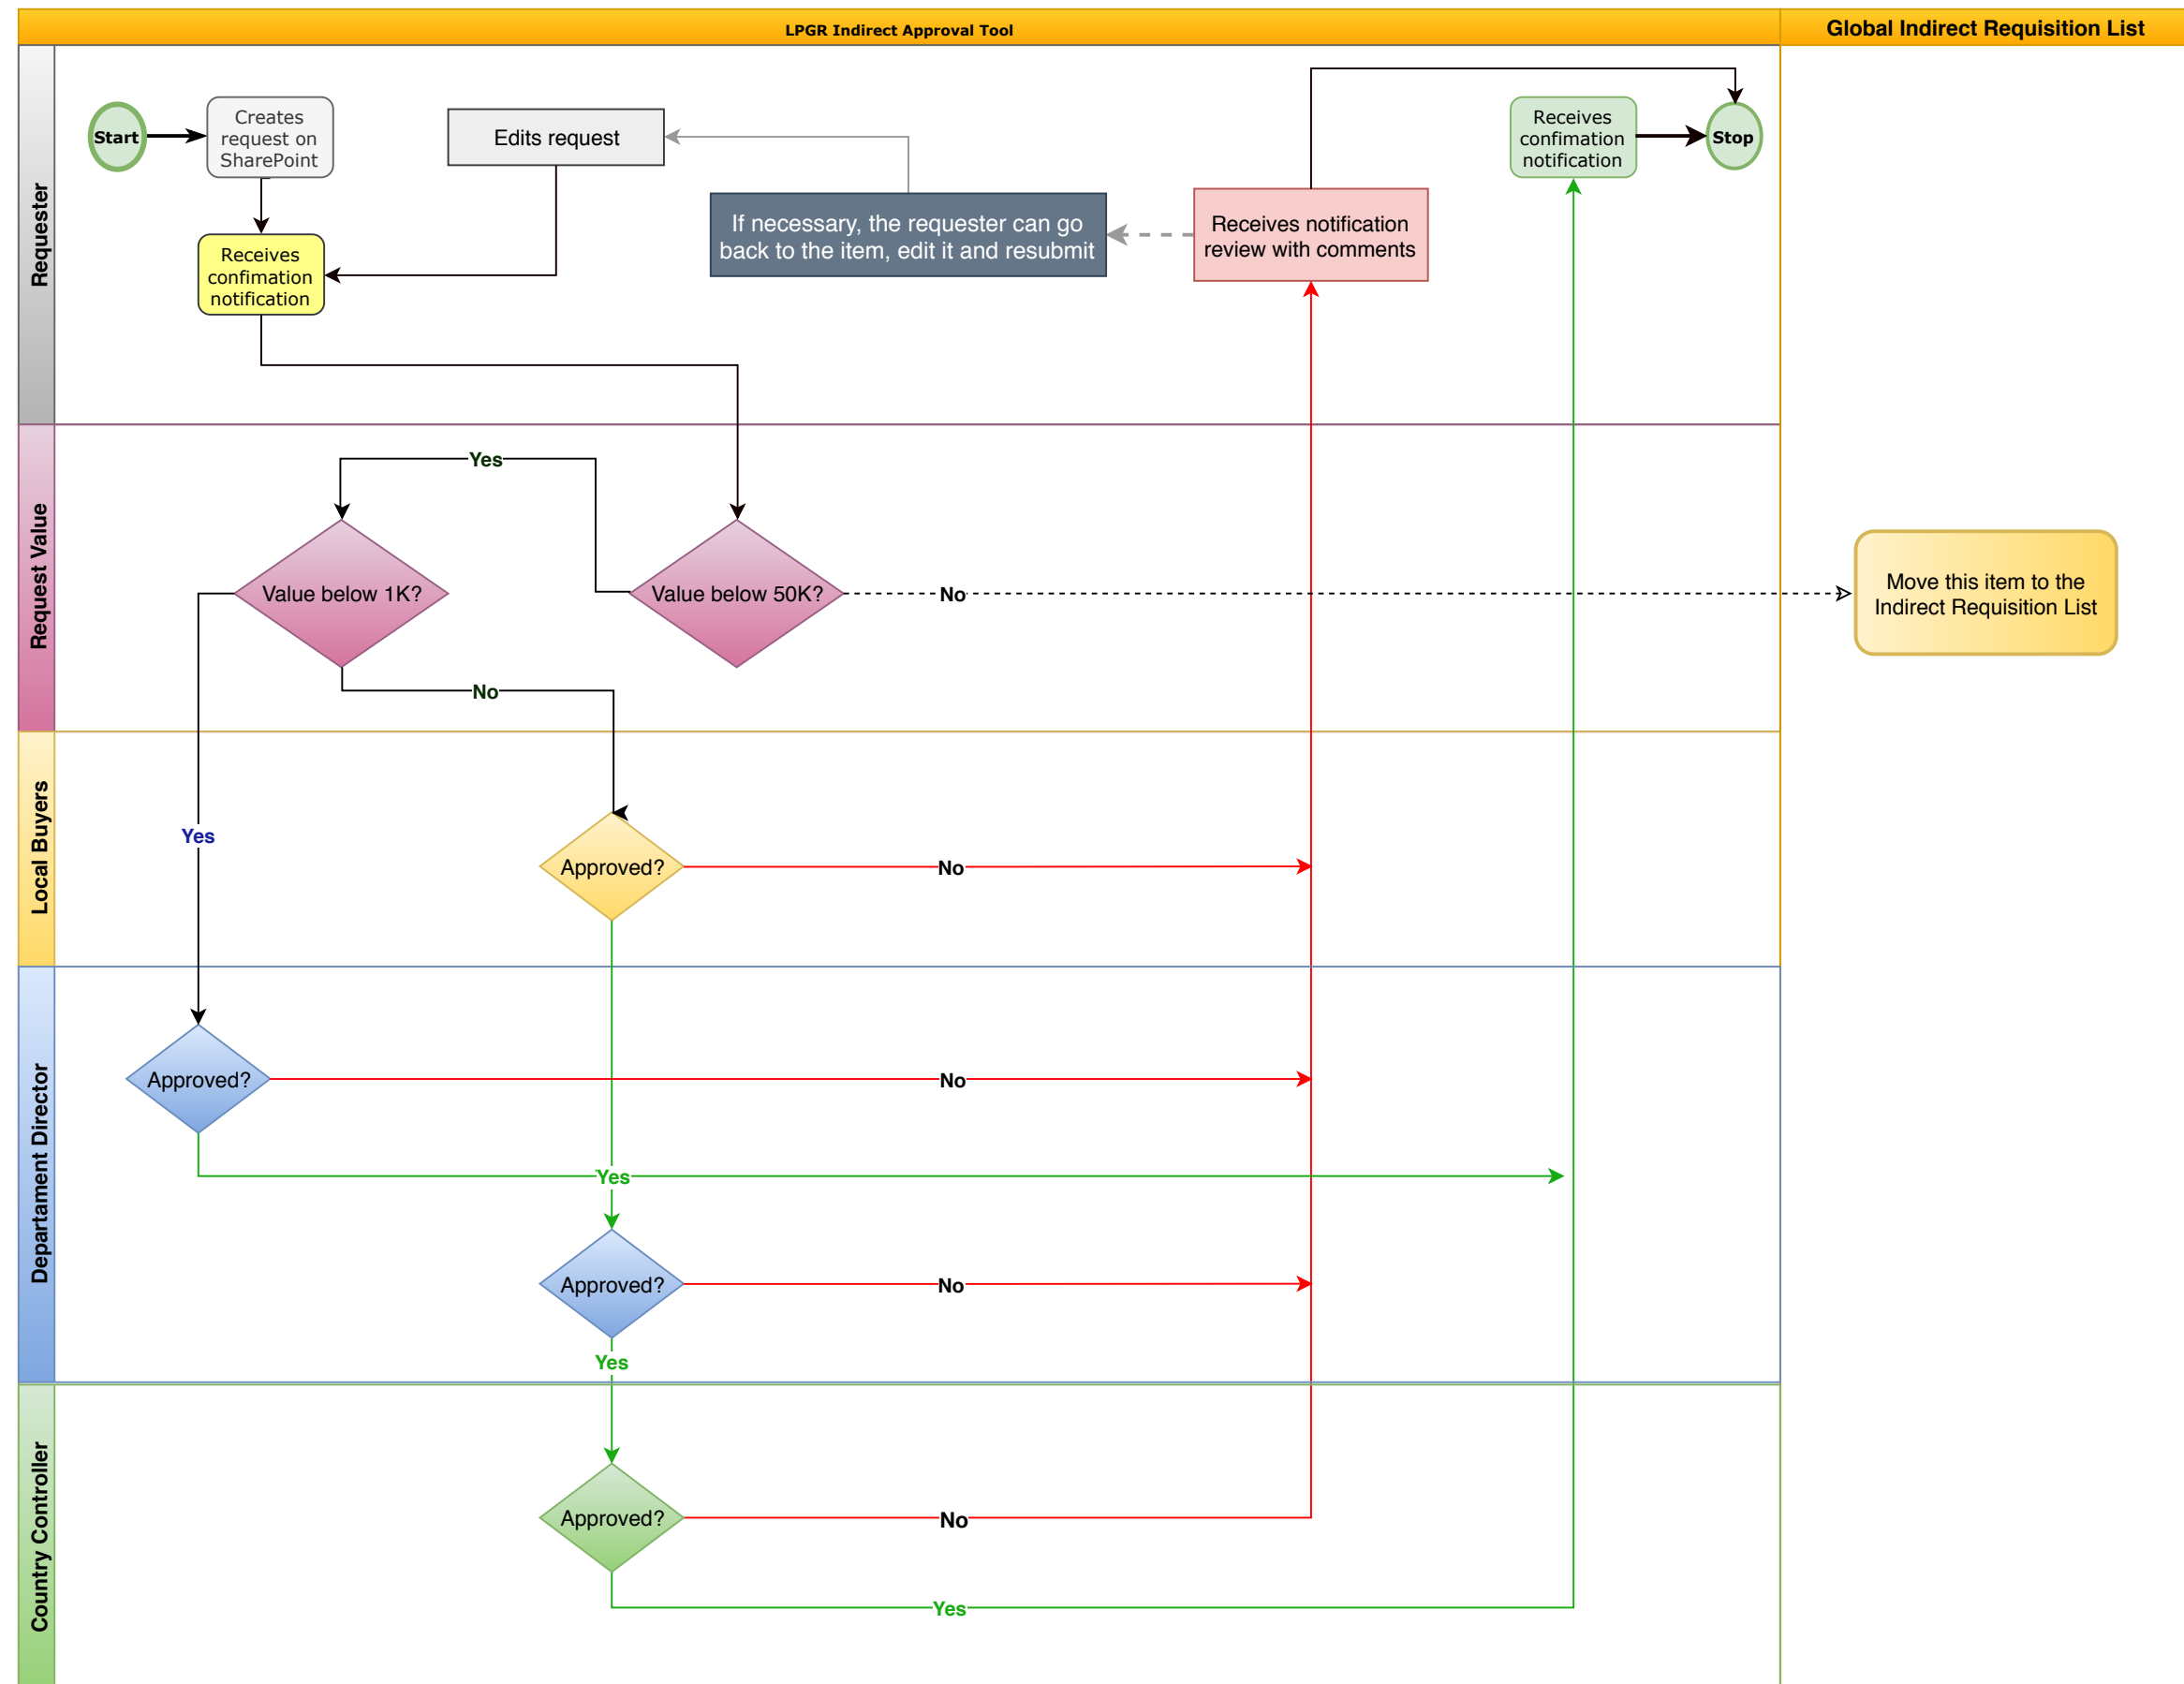 LPGR Indirect Approval Tool
Global Indirect Requisition List
Requester
Start
Creates
request on
SharePoint
Edits request
Receives
confimation
notification
Stop
If necessary, the requester can go
back to the item, edit it and resubmit
Receives notification
review with comments
Receives
confimation
notification
Request Value
Yes
Value below 1K?
Value below 50K?
No
Move this item to the
Indirect Requisition List
No
Local Buyers
Yes
Approved?
No
Departament Director
Approved?
No
Yes
Approved?
No
Yes
Country Controller
Approved?
No
Yes